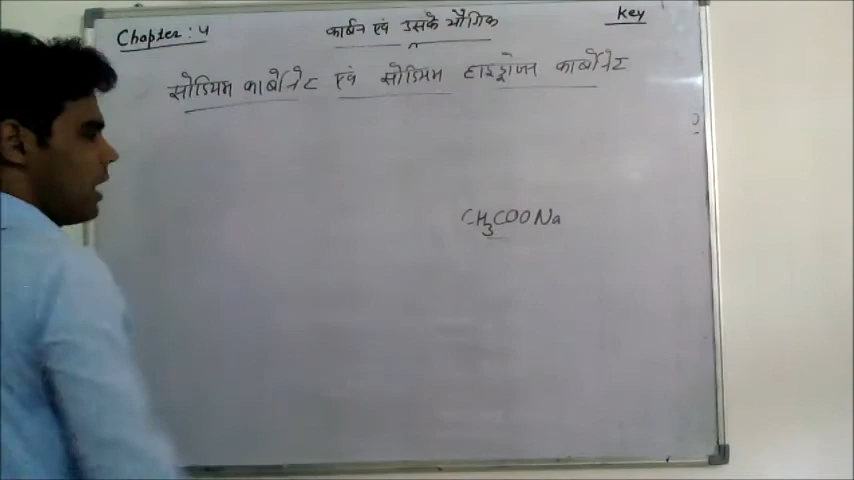 Chapter : 4 कार्बन एवं उसके यौगिक Key
सोडियम कार्बोनेट एवं सोडियम हाइड्रोजन कार्बोनेट
CH₃COONa